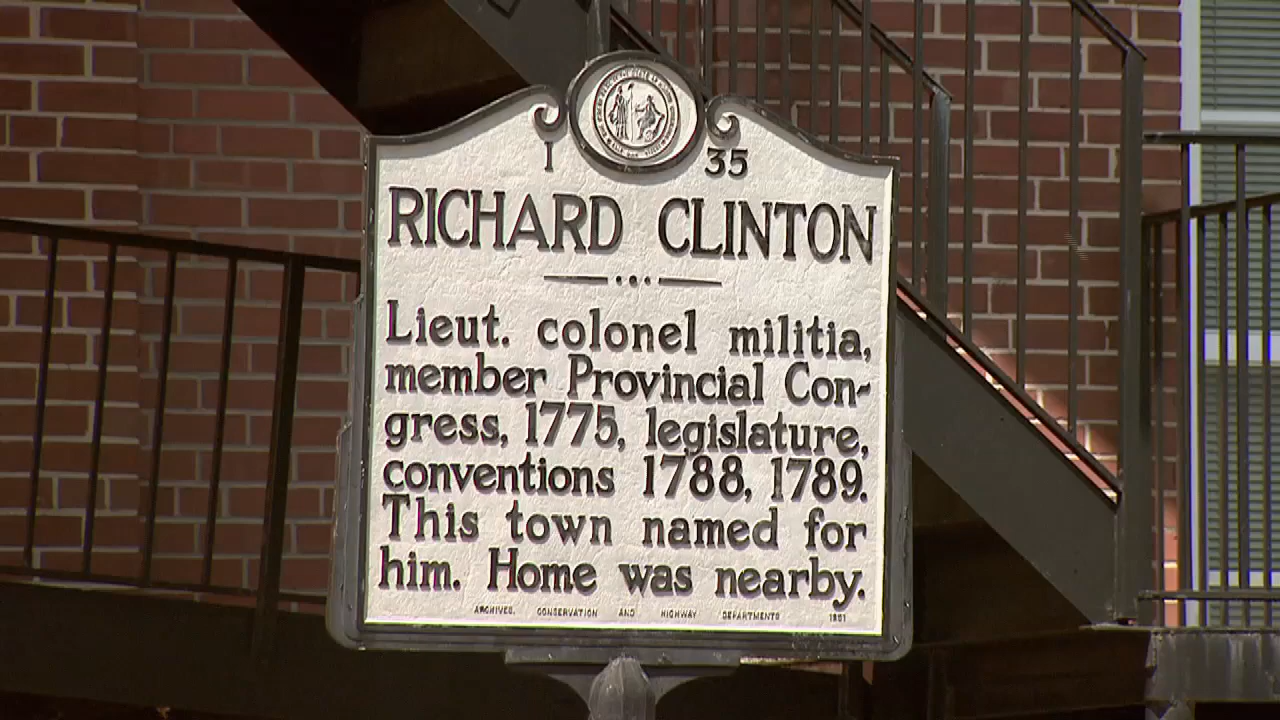 I 35
RICHARD CLINTON
Lieut. colonel militia,
member Provincial Con-
gress, 1775, legislature,
conventions 1788, 1789.
This town named for
him. Home was nearby.
ARCHIVES, CONSERVATION AND HIGHWAY DEPARTMENTS